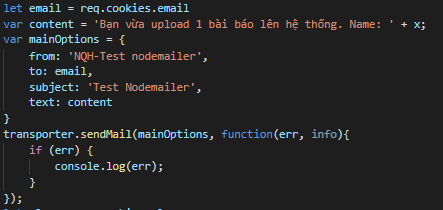 let email = req.cookies.email
var content = 'Bạn vừa upload 1 bài báo lên hệ thống. Name: ' + x;
var mainOptions = {
    from: 'NQH-Test nodemailer',
    to: email,
    subject: 'Test Nodemailer',
    text: content
}
transporter.sendMail(mainOptions, function(err, info){
    if (err) {
        console.log(err);
    }
});